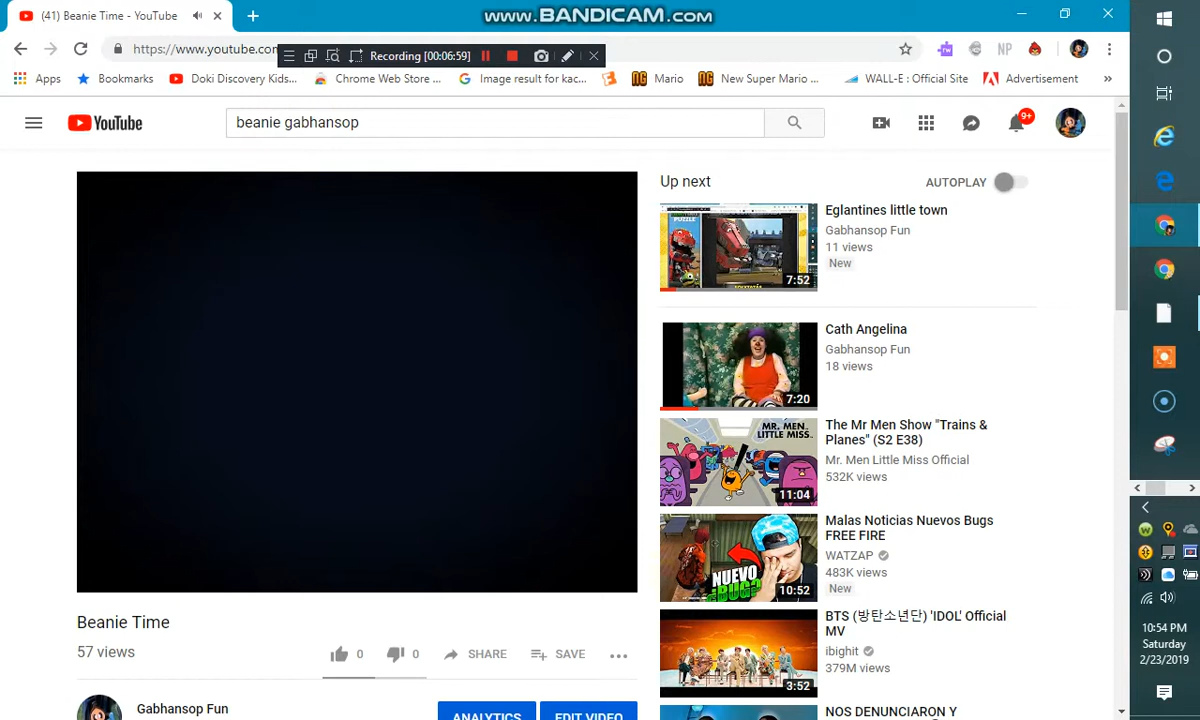 www.BANDICAM.com
(41) Beanie Time - YouTube
https://www.youtube.con
Recording [00:06:59]
NP
Apps
Bookmarks
Doki Discovery Kids...
Chrome Web Store ...
Image result for kac...
NG Mario
NG New Super Mario ...
WALL-E : Official Site
Advertisement
»
YouTube
beanie gabhansop
9+
Up next
AUTOPLAY
PUZZLE
7:52
Eglantines little town
Gabhansop Fun
11 views
New
7:20
Cath Angelina
Gabhansop Fun
18 views
MR. MEN
LITTLE MISS
11:04
The Mr Men Show "Trains &
Planes" (S2 E38)
Mr. Men Little Miss Official
532K views
NUEVO
BUG?
10:52
Malas Noticias Nuevos Bugs
FREE FIRE
WATZAP
483K views
New
3:52
BTS (방탄소년단) 'IDOL' Official
MV
ibighit
379M views
NOS DENUNCIARON Y
Beanie Time
57 views
0
0
SHARE
SAVE
Gabhansop Fun
ANALYTICS
EDIT VIDEO
10:54 PM
Saturday
2/23/2019